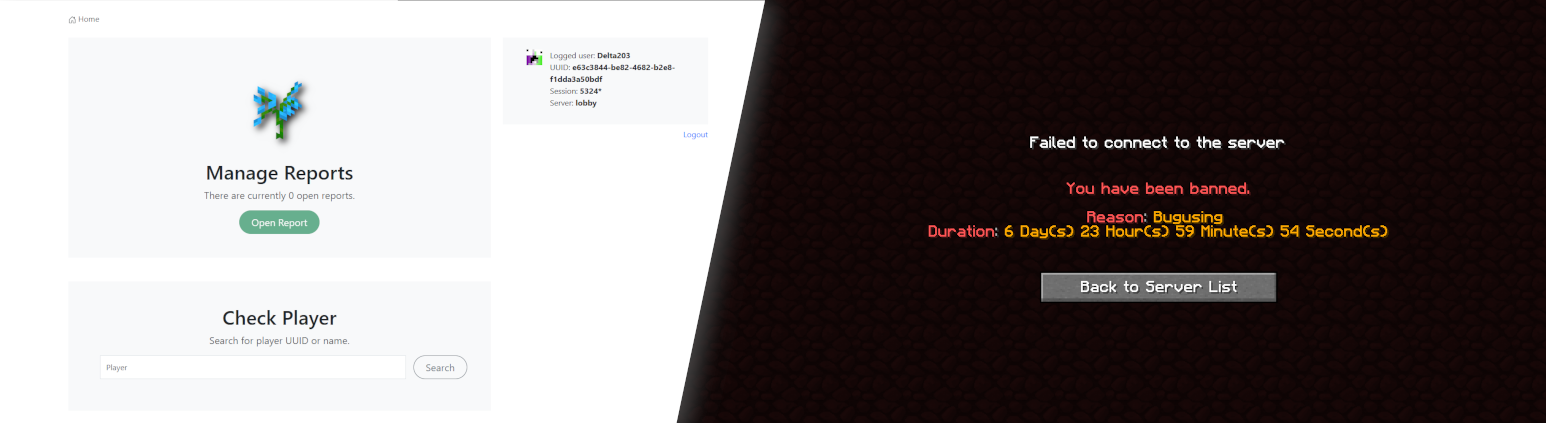 Home
Manage Reports
There are currently 0 open reports.
Open Report
Check Player
Search for player UUID or name.
Player
Search
Logged user: Delta203
UUID: e63c3844-be82-4682-b2e8-
f1dda3a50bdf
Session: 5324*
Server: lobby
Logout
Failed to connect to the server
You have been banned.
Reason: Bugusing
Duration: 6 Day(s) 23 Hour(s) 59 Minute(s) 54 Second(s)
Back to Server List